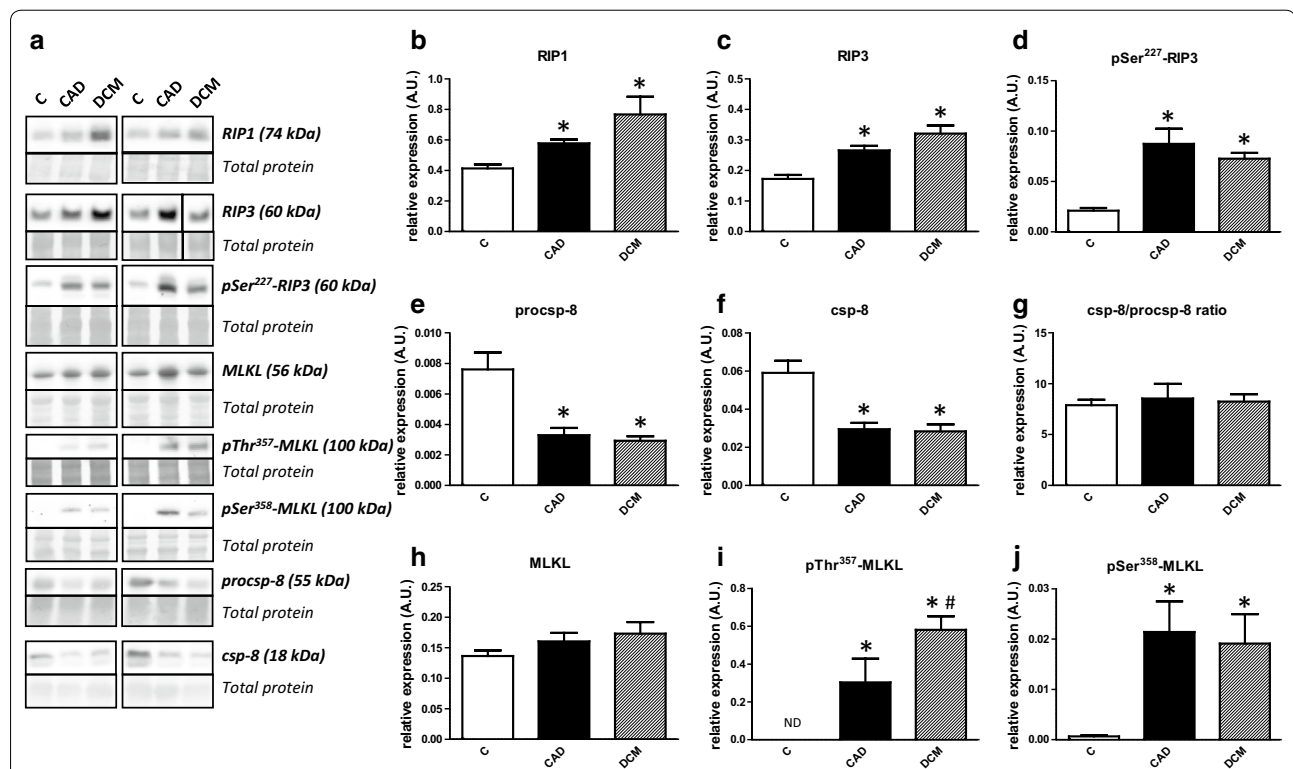 a
C CAD DCM C CAD DCM
RIP1 (74 kDa)
Total protein
RIP3 (60 kDa)
Total protein
pSer²²⁷-RIP3 (60 kDa)
Total protein
MLKL (56 kDa)
Total protein
pThr³⁵⁷-MLKL (100 kDa)
Total protein
pSer³⁵⁸-MLKL (100 kDa)
Total protein
procsp-8 (55 kDa)
Total protein
csp-8 (18 kDa)
Total protein
b
RIP1
relative expression (A.U.)
1.0
0.8
0.6
0.4
0.2
0.0
* *
C CAD DCM
c
RIP3
relative expression (A.U.)
0.5
0.4
0.3
0.2
0.1
0.0
* *
C CAD DCM
d
pSer²²⁷-RIP3
relative expression (A.U.)
0.15
0.10
0.05
0.00
* *
C CAD DCM
e
procsp-8
relative expression (A.U.)
0.010
0.008
0.006
0.004
0.002
0.000
* *
C CAD DCM
f
csp-8
relative expression (A.U.)
0.08
0.06
0.04
0.02
0.00
* *
C CAD DCM
g
csp-8/procsp-8 ratio
relative expression (A.U.)
15
10
5
0
C CAD DCM
h
MLKL
relative expression (A.U.)
0.25
0.20
0.15
0.10
0.05
0.00
C CAD DCM
i
pThr³⁵⁷-MLKL
relative expression (A.U.)
0.8
0.6
0.4
0.2
0.0
ND * * #
C CAD DCM
j
pSer³⁵⁸-MLKL
relative expression (A.U.)
0.03
0.02
0.01
0.00
* *
C CAD DCM